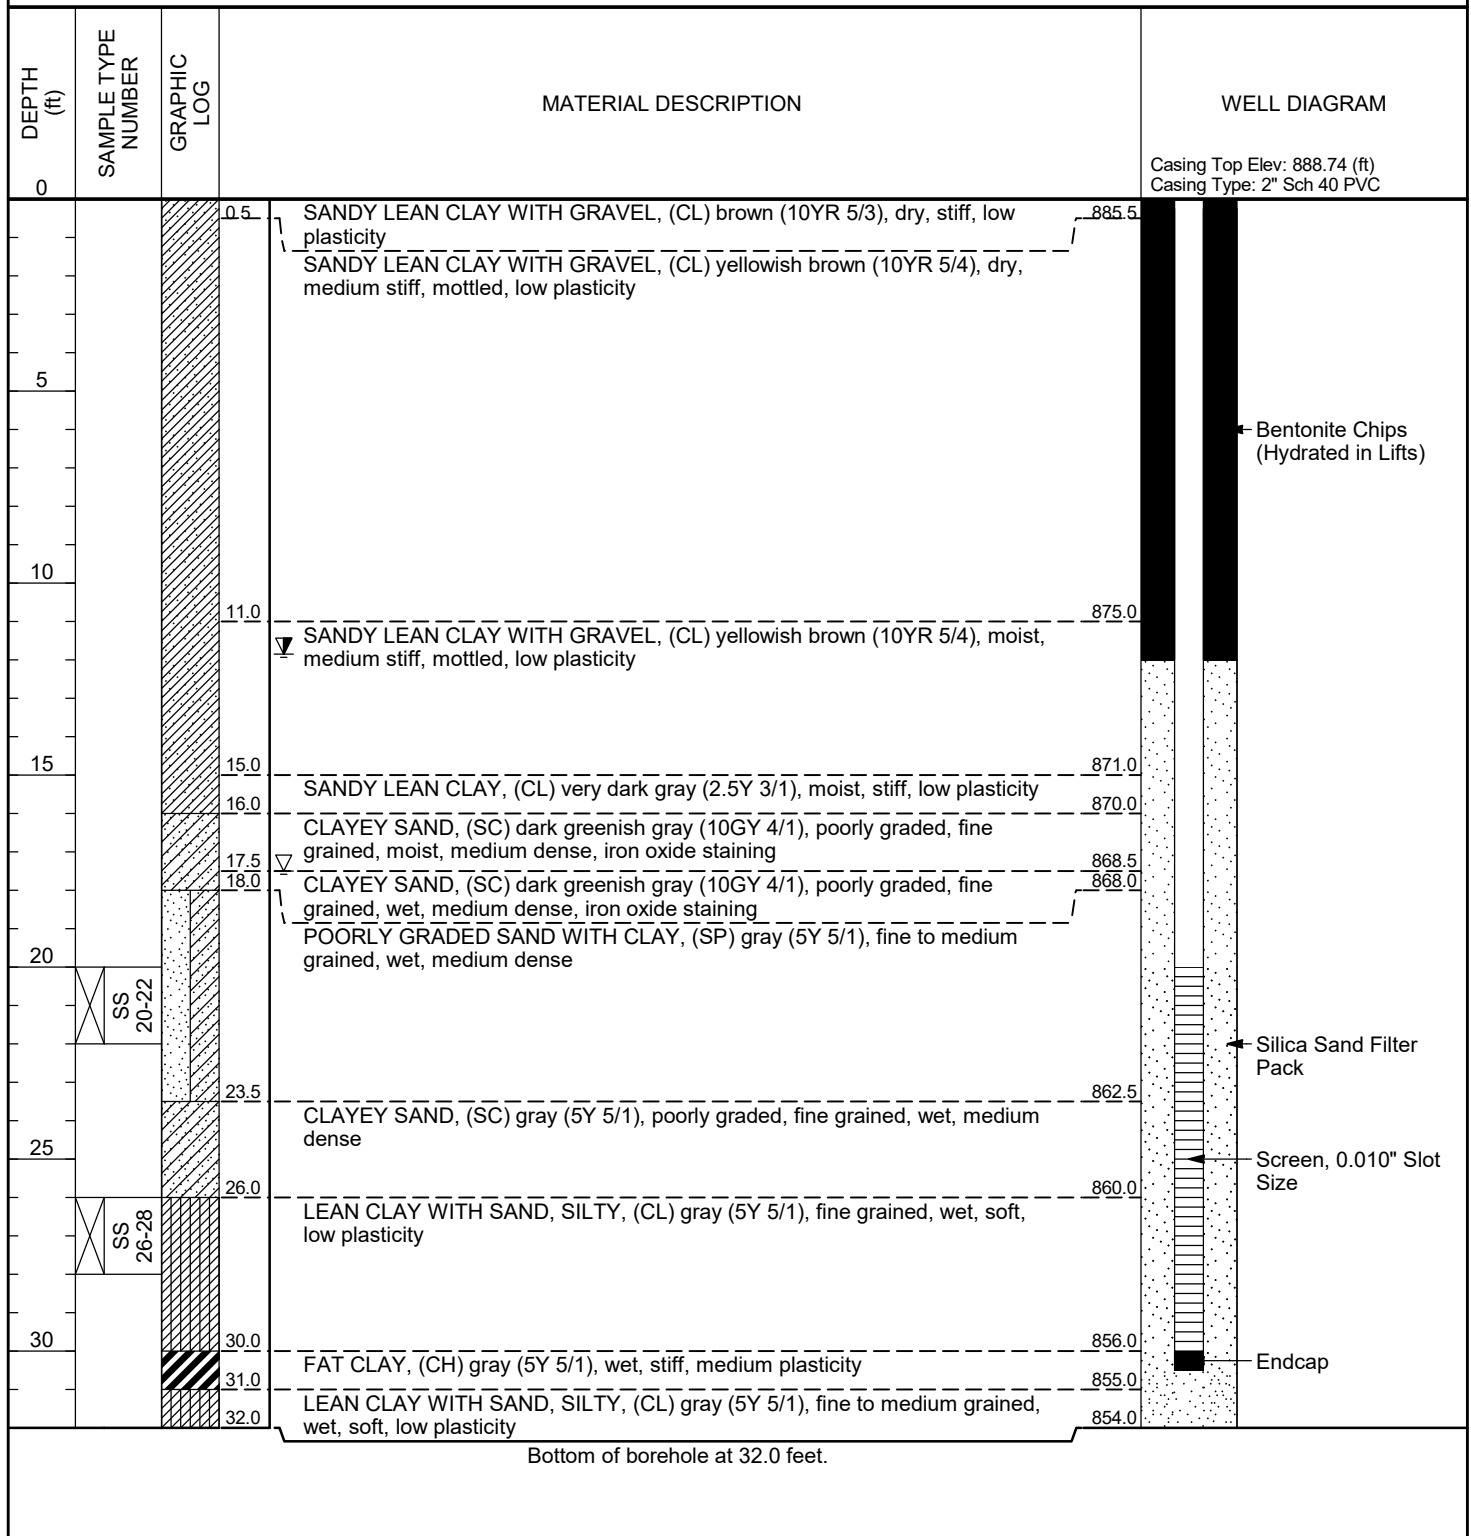 DEPTH
(ft)
SAMPLE TYPE
NUMBER
GRAPHIC
LOG
MATERIAL DESCRIPTION
WELL DIAGRAM
Casing Top Elev: 888.74 (ft)
Casing Type: 2" Sch 40 PVC
0
0.5
SANDY LEAN CLAY WITH GRAVEL, (CL) brown (10YR 5/3), dry, stiff, low
plasticity
885.5
SANDY LEAN CLAY WITH GRAVEL, (CL) yellowish brown (10YR 5/4), dry,
medium stiff, mottled, low plasticity
5
Bentonite Chips
(Hydrated in Lifts)
10
11.0
875.0
SANDY LEAN CLAY WITH GRAVEL, (CL) yellowish brown (10YR 5/4), moist,
medium stiff, mottled, low plasticity
15
15.0
871.0
SANDY LEAN CLAY, (CL) very dark gray (2.5Y 3/1), moist, stiff, low plasticity
16.0
870.0
CLAYEY SAND, (SC) dark greenish gray (10GY 4/1), poorly graded, fine
grained, moist, medium dense, iron oxide staining
17.5
868.5
18.0
CLAYEY SAND, (SC) dark greenish gray (10GY 4/1), poorly graded, fine
grained, wet, medium dense, iron oxide staining
868.0
POORLY GRADED SAND WITH CLAY, (SP) gray (5Y 5/1), fine to medium
grained, wet, medium dense
20
SS
20-22
Silica Sand Filter
Pack
23.5
862.5
CLAYEY SAND, (SC) gray (5Y 5/1), poorly graded, fine grained, wet, medium
dense
25
Screen, 0.010" Slot
Size
26.0
860.0
LEAN CLAY WITH SAND, SILTY, (CL) gray (5Y 5/1), fine grained, wet, soft,
low plasticity
SS
26-28
30
30.0
856.0
FAT CLAY, (CH) gray (5Y 5/1), wet, stiff, medium plasticity
Endcap
31.0
855.0
LEAN CLAY WITH SAND, SILTY, (CL) gray (5Y 5/1), fine to medium grained,
wet, soft, low plasticity
32.0
854.0
Bottom of borehole at 32.0 feet.